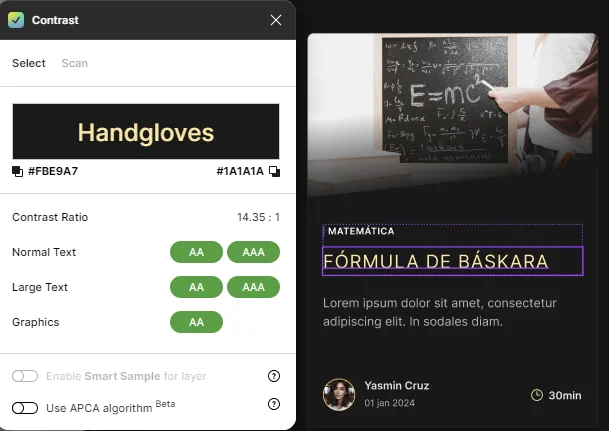 Contrast
Select Scan
Handgloves
#FBE9A7 #1A1A1A
Contrast Ratio 14.35 : 1
Normal Text AA AAA
Large Text AA AAA
Graphics AA
Enable Smart Sample for layer
Use APCA algorithm Beta
E=mc²
MATEMÁTICA
FÓRMULA DE BÁSKARA
Lorem ipsum dolor sit amet, consectetur
adipiscing elit. In sodales diam.
Yasmin Cruz
01 jan 2024
30min